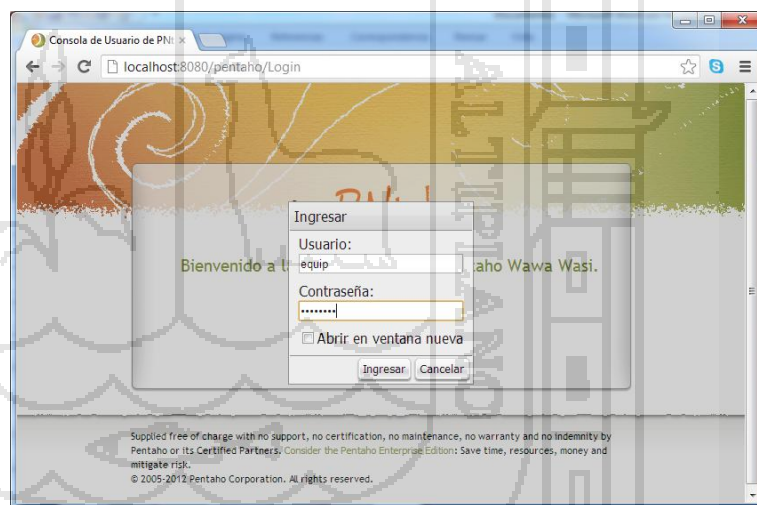 Consola de Usuario de PN
localhost:8080/pentaho/Login
Ingresar
Usuario:
equip
Bienvenido a taho Wawa Wasi.
Contraseña:
Abrir en ventana nueva
Ingresar Cancelar
Supplied free of charge with no support, no certification, no maintenance, no warranty and no indemnity by
Pentaho or its Certified Partners. Consider the Pentaho Enterprise Edition: Save time, resources, money and
mitigate risk.
© 2005-2012 Pentaho Corporation. All rights reserved.